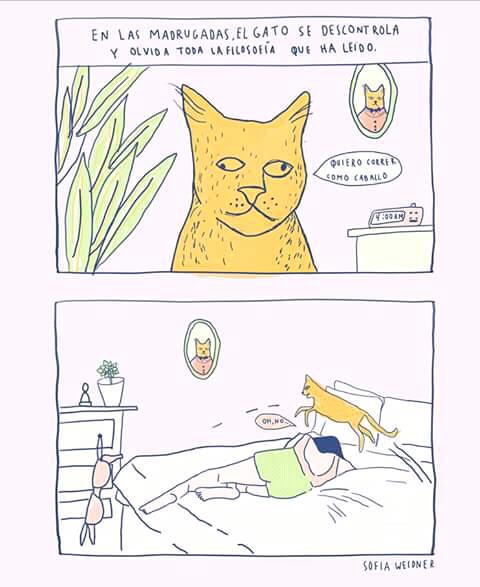 EN LAS MADRUGADAS, EL GATO SE DESCONTROLA
Y OLVIDA TODA LA FILOSOFÍA QUE HA LEÍDO.
QUIERO CORRER
COMO CABALLO
4:00AM
OH, NO..
SOFIA WEIDNER